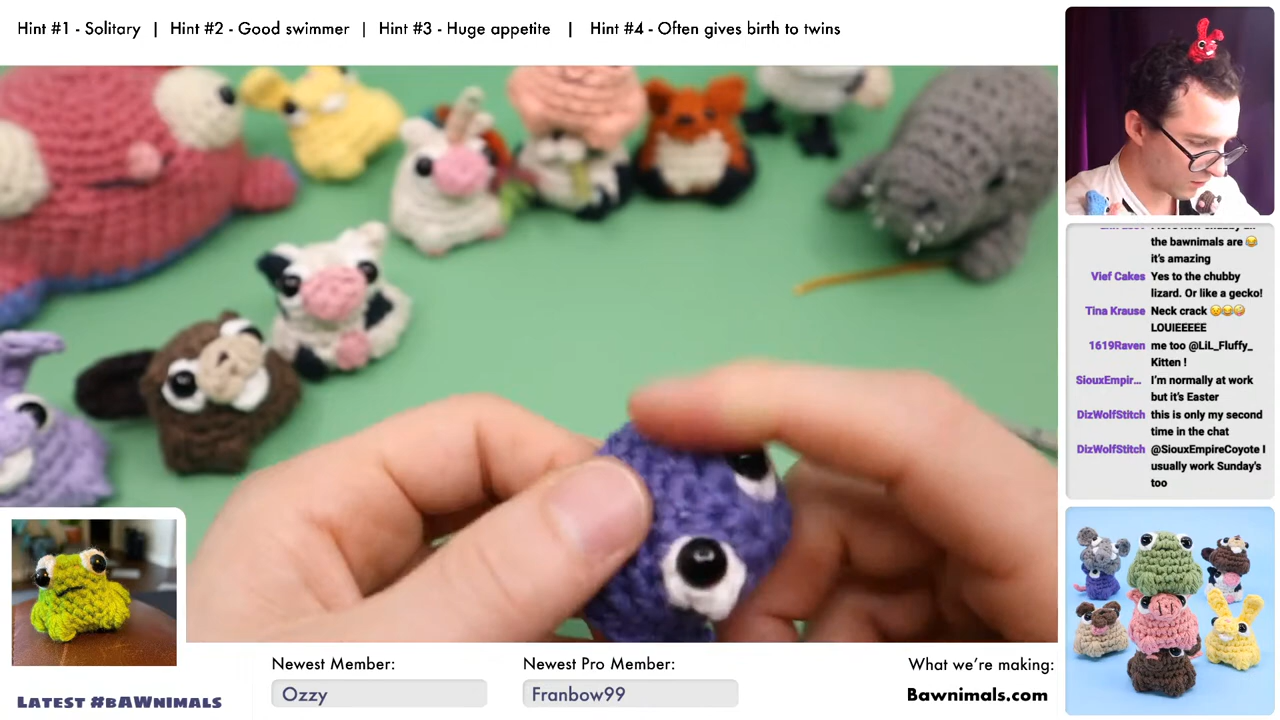 Hint #1 - Solitary | Hint #2 - Good swimmer | Hint #3 - Huge appetite | Hint #4 - Often gives birth to twins
the bawnimals are 😂
it's amazing
Vief Cakes Yes to the chubby
lizard. Or like a gecko!
Tina Krause Neck crack 😣😂🤪
LOUIEEEEE
1619Raven me too @LiL_Fluffy_
Kitten !
SiouxEmpir... I'm normally at work
but it's Easter
DizWolfStitch this is only my second
time in the chat
DizWolfStitch @SiouxEmpireCoyote I
usually work Sunday's
too
Latest #bAWnimals
Newest Member:
Ozzy
Newest Pro Member:
Franbow99
What we're making:
Bawnimals.com